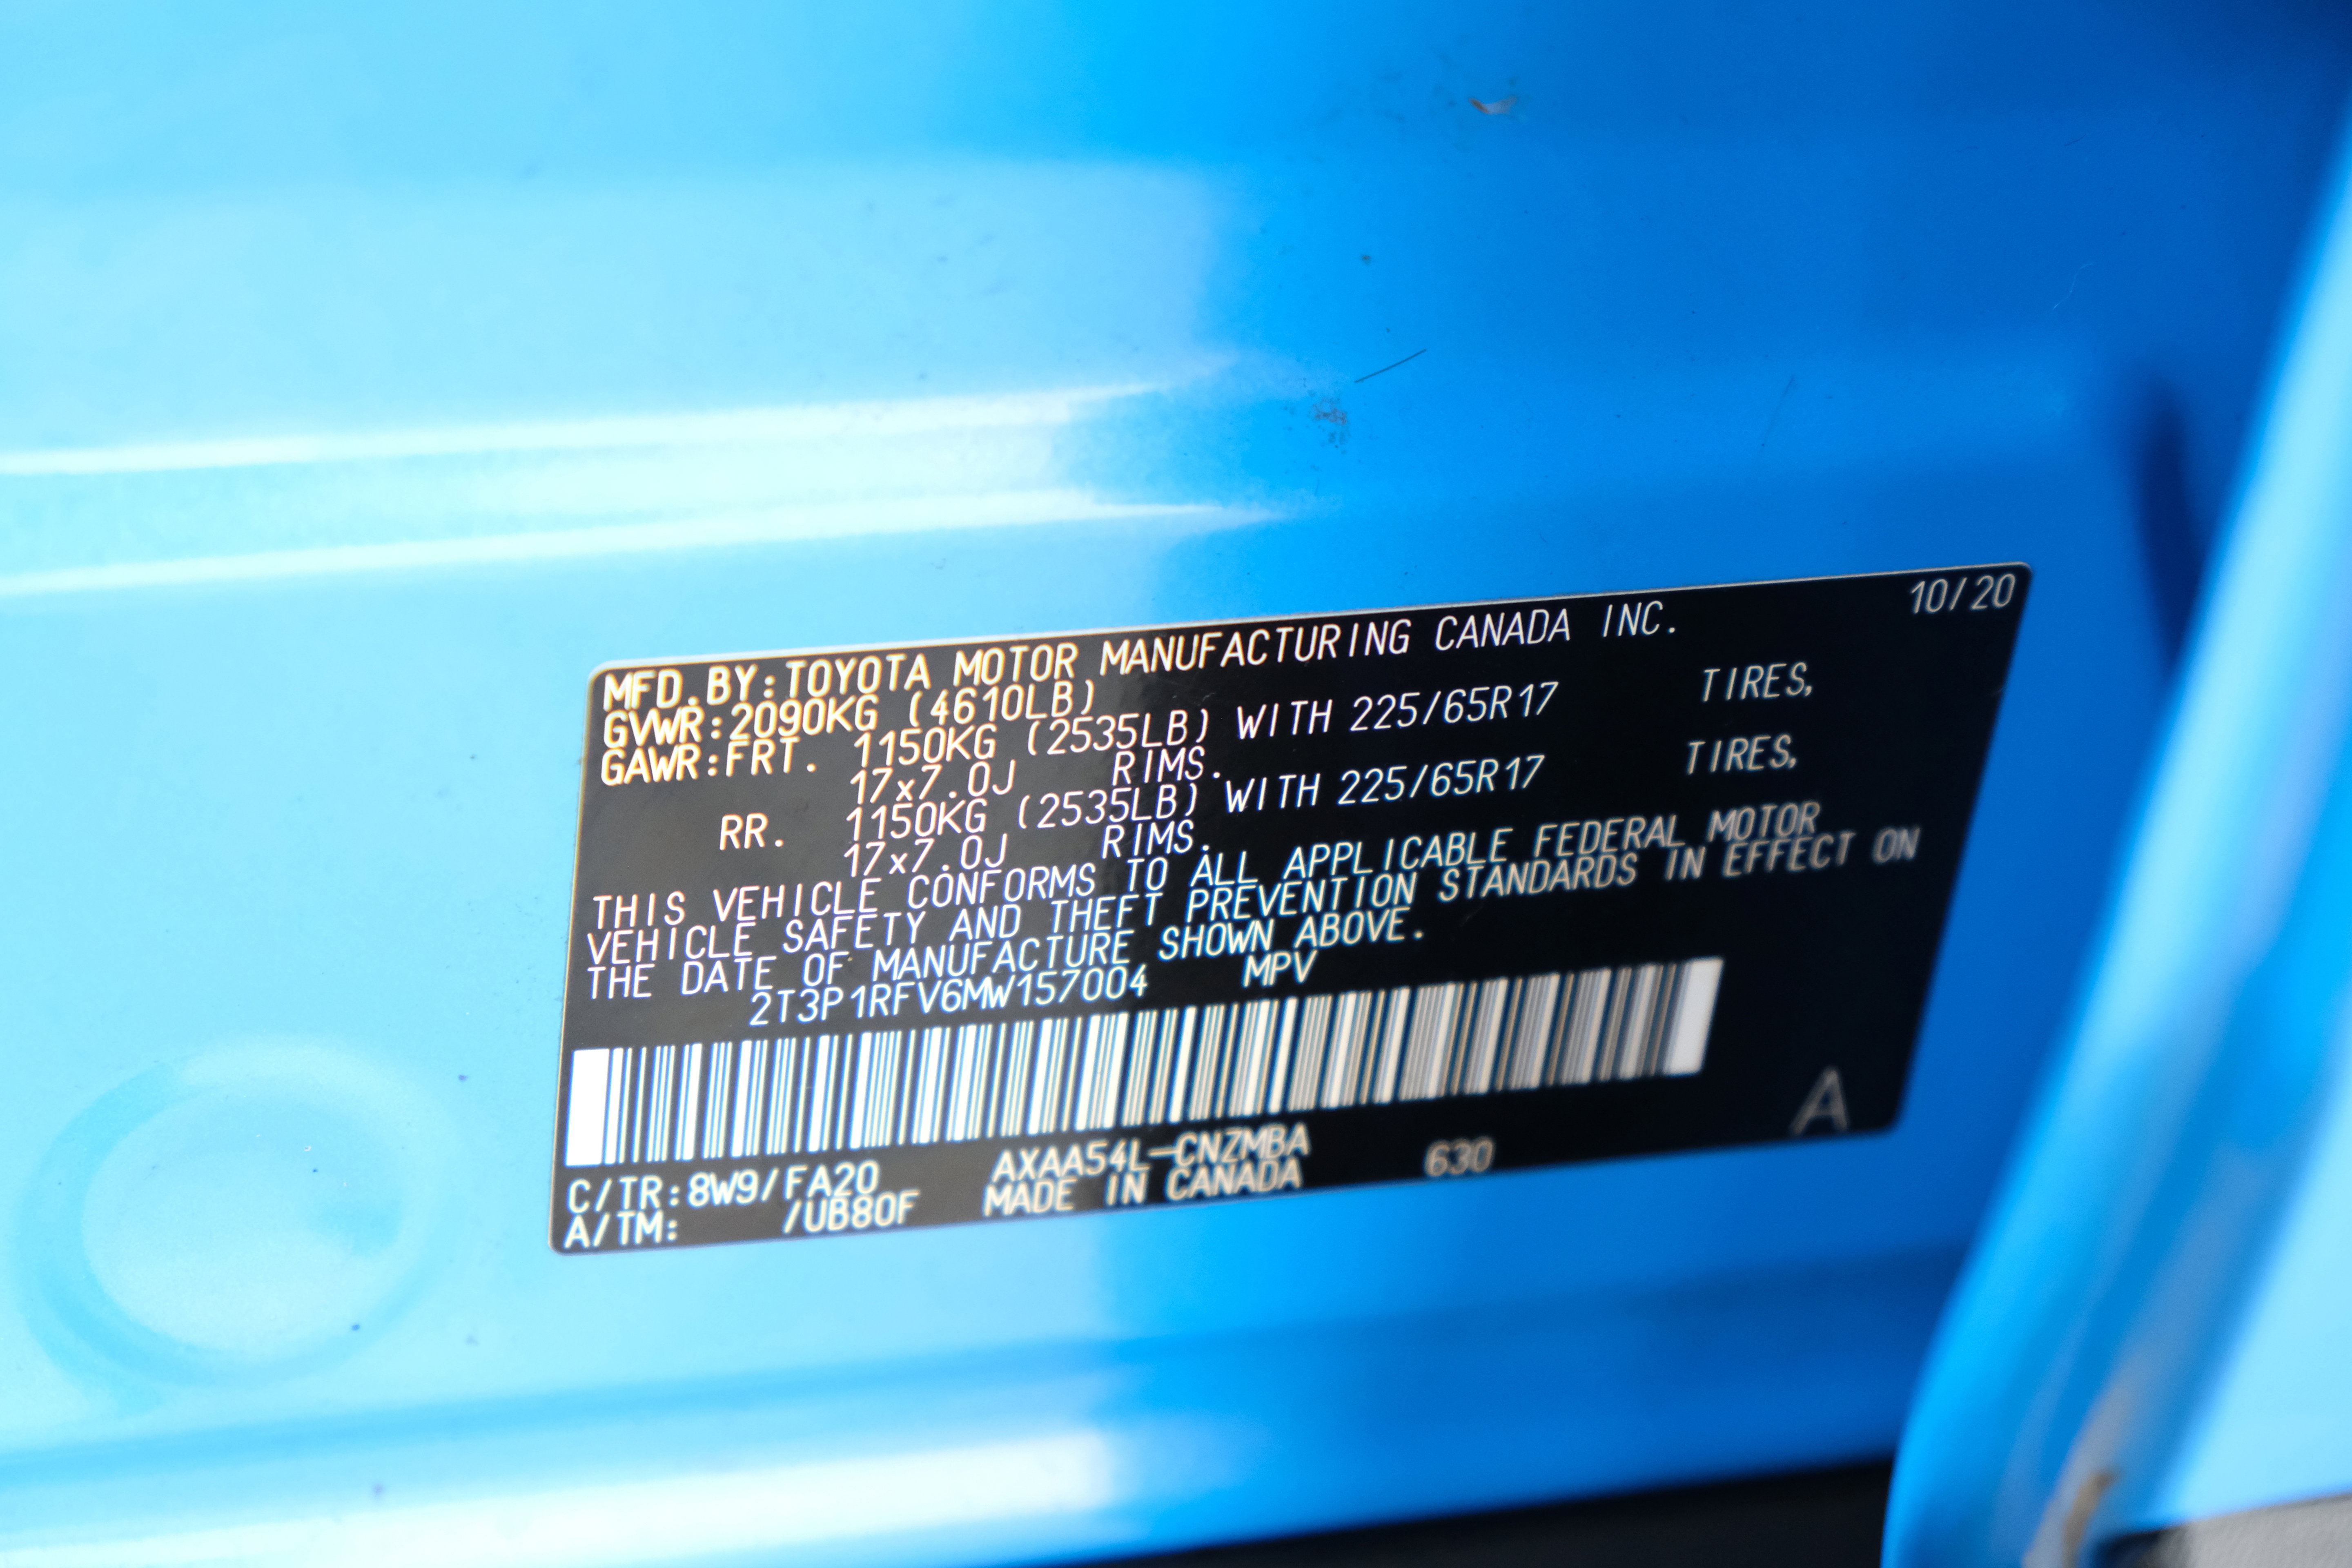 10/20
MFD.BY:TOYOTA MOTOR MANUFACTURING CANADA INC.
GVWR:2090KG (4610LB)
GAWR:FRT. 1150KG (2535LB) WITH 225/65R17 TIRES,
17x7.0J RIMS.
RR. 1150KG (2535LB) WITH 225/65R17 TIRES,
17x7.0J RIMS.
THIS VEHICLE CONFORMS TO ALL APPLICABLE FEDERAL MOTOR
VEHICLE SAFETY AND THEFT PREVENTION STANDARDS IN EFFECT ON
THE DATE OF MANUFACTURE SHOWN ABOVE.
2T3P1RFV6MW157004 MPV
A
C/TR:8W9/FA20 AXAA54L-CNZMBA 630
A/TM: /UB80F MADE IN CANADA